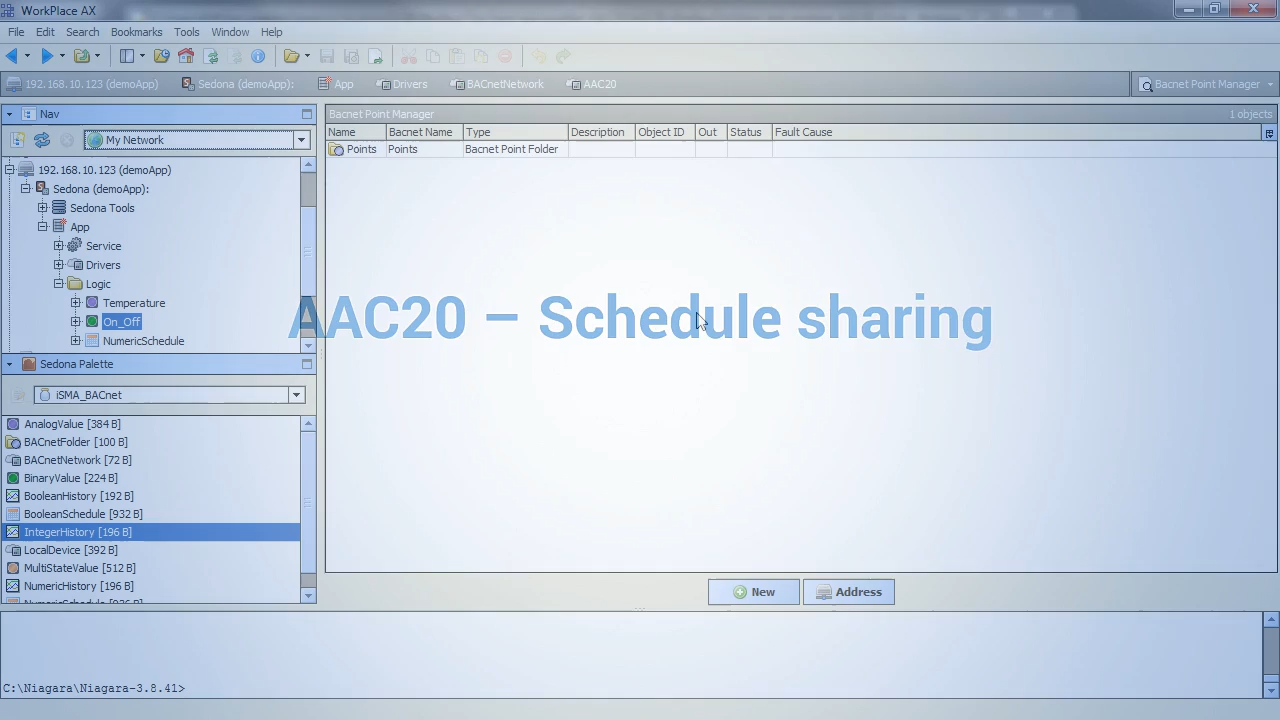 WorkPlace AX
File Edit Search Bookmarks Tools Window Help
192.168.10.123 (demoApp) Sedona (demoApp): App Drivers BACnetNetwork AAC20 Bacnet Point Manager
Nav
My Network
192.168.10.123 (demoApp)
Sedona (demoApp):
Sedona Tools
App
Service
Drivers
Logic
Temperature
On_Off
NumericSchedule
Sedona Palette
iSMA_BACnet
AnalogValue [384 B]
BACnetFolder [100 B]
BACnetNetwork [72 B]
BinaryValue [224 B]
BooleanHistory [192 B]
BooleanSchedule [932 B]
IntegerHistory [196 B]
LocalDevice [392 B]
MultiStateValue [512 B]
NumericHistory [196 B]
Bacnet Point Manager 1 objects
Name Bacnet Name Type Description Object ID Out Status Fault Cause
Points Points Bacnet Point Folder
AAC20 – Schedule sharing
New Address
C:\Niagara\Niagara-3.8.41>